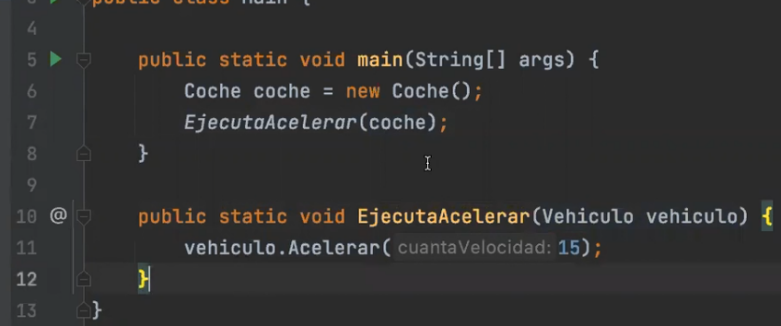 3 public class Main {
4
5 public static void main(String[] args) {
6 Coche coche = new Coche();
7 EjecutaAcelerar(coche);
8 }
9
10 @ public static void EjecutaAcelerar(Vehiculo vehiculo) {
11 vehiculo.Acelerar( cuantaVelocidad: 15);
12 }
13 }